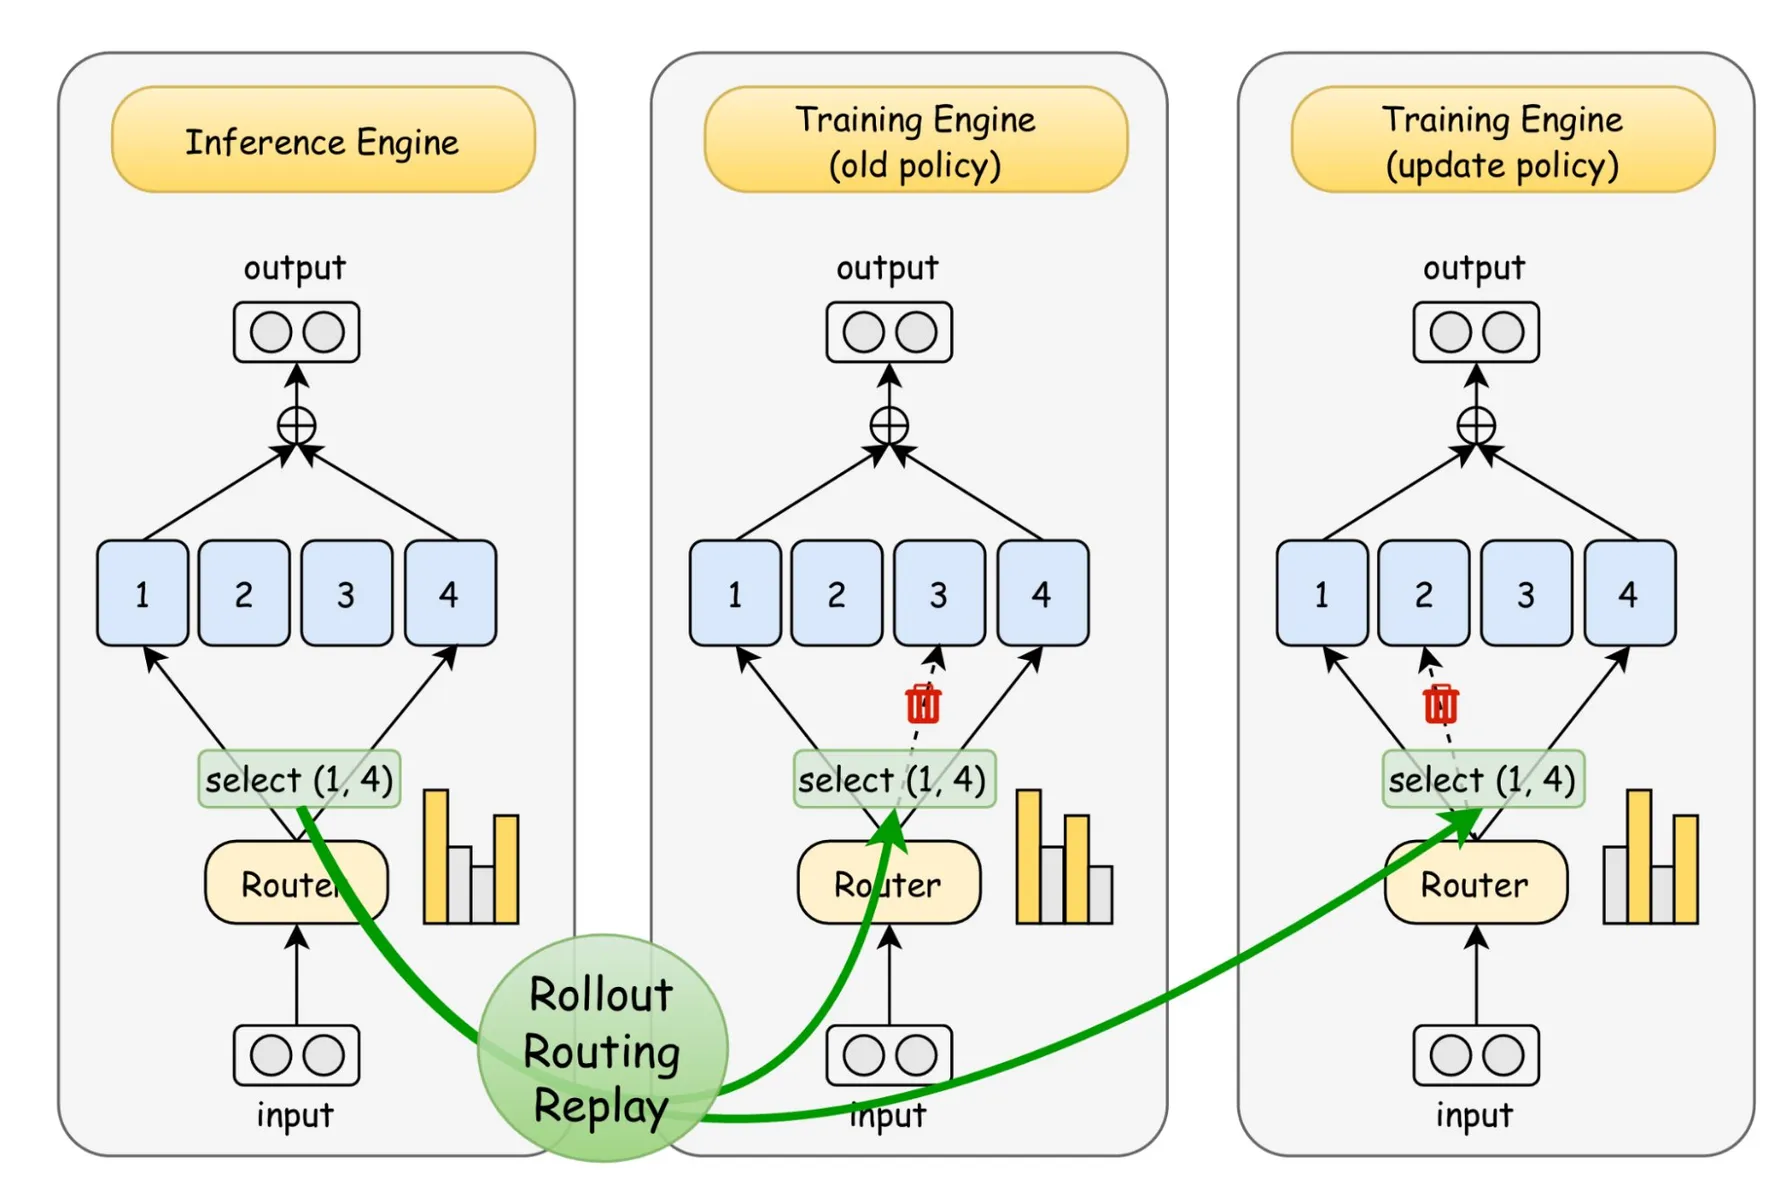 Inference Engine
output
1 2 3 4
select (1, 4)
Router
input
Training Engine
(old policy)
output
1 2 3 4
select (1, 4)
Router
input
Training Engine
(update policy)
output
1 2 3 4
select (1, 4)
Router
input
Rollout
Routing
Replay